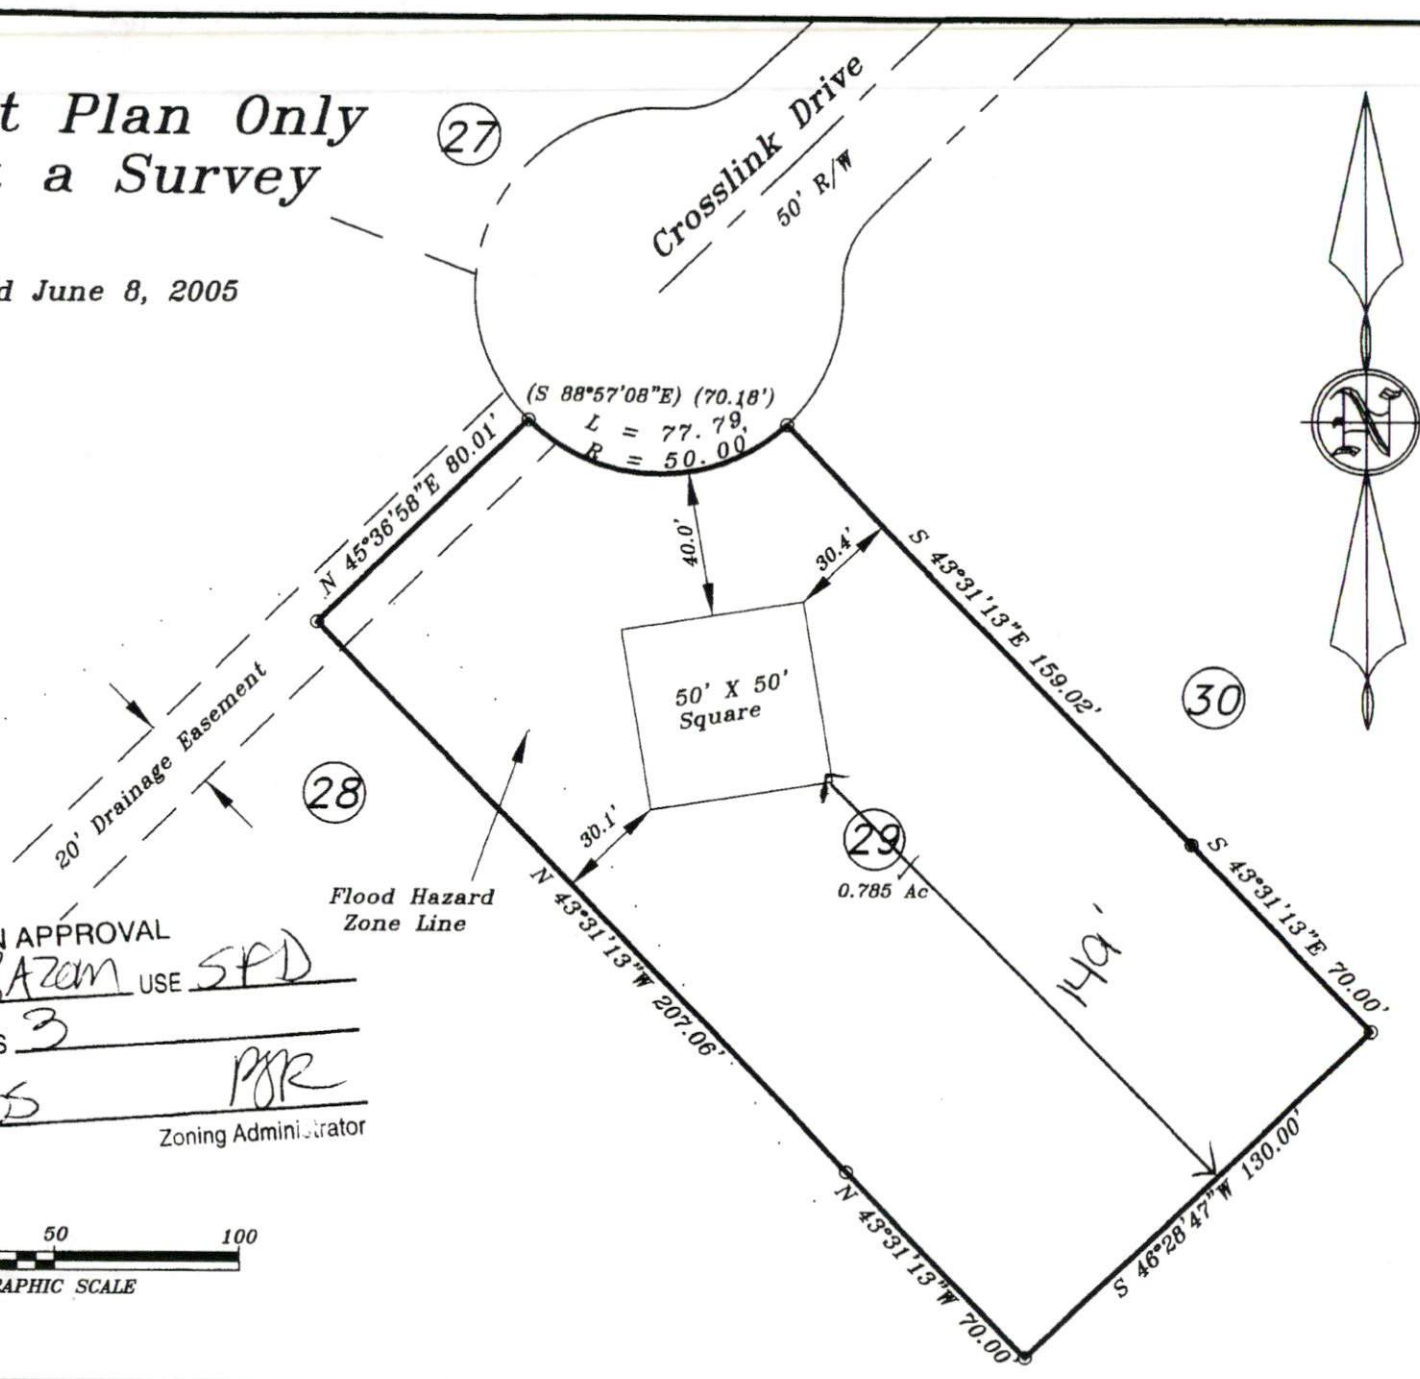 t Plan Only
a Survey
d June 8, 2005
27
Crosslink Drive
50' R/W
N
(S 88°57'08"E) (70.18')
L = 77.79'
R = 50.00'
N 45°36'58"E 80.01'
40.0'
30.4'
S 43°31'13"E 159.02'
50' X 50'
Square
20' Drainage Easement
28
30
29
0.785 Ac
30.1'
Flood Hazard
Zone Line
N 43°31'13"W 207.06'
S 43°31'13"E 70.00'
149'
N APPROVAL
USE SPD
S 3
S PJR
Zoning Administrator
N 43°31'13"W 70.00'
S 46°28'47"W 130.00'
50 100
RAPHIC SCALE